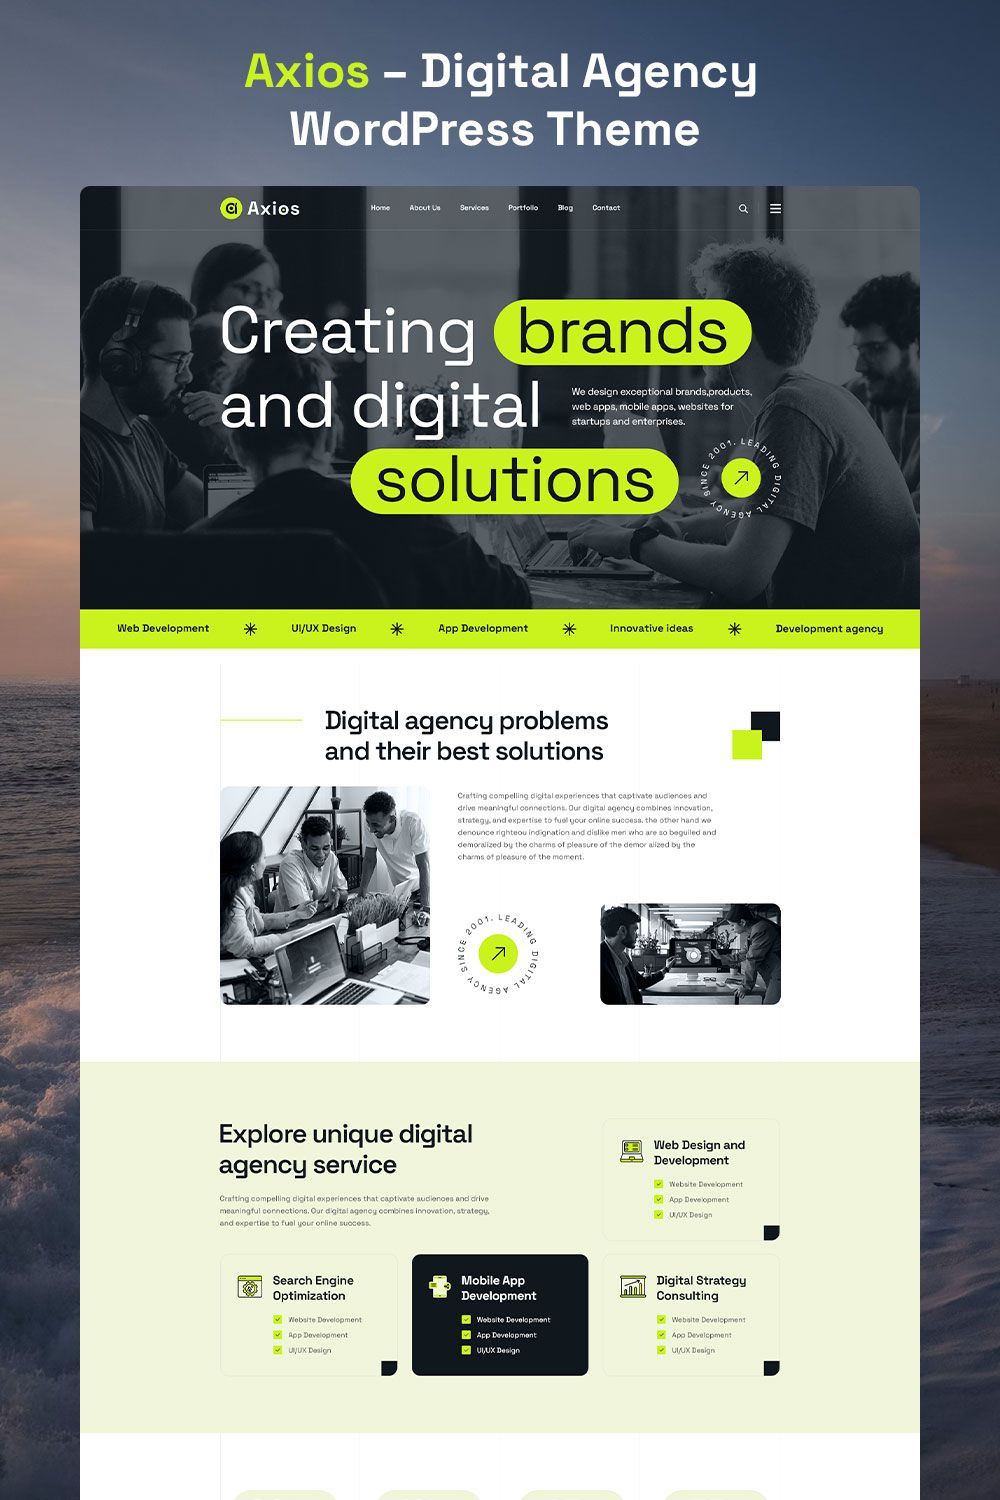 Axios – Digital Agency
WordPress Theme
Axios
Home About Us Services Portfolio Blog Contact
Creating brands
and digital
We design exceptional brands,products,
web apps, mobile apps, websites for
startups and enterprises.
solutions
SINCE 2001. LEADING DIGITAL AGENCY
Web Development UI/UX Design App Development Innovative ideas Development agency
Digital agency problems
and their best solutions
Crafting compelling digital experiences that captivate audiences and
drive meaningful connections. Our digital agency combines innovation,
strategy, and expertise to fuel your online success. the other hand we
denounce righteou indignation and dislike men who are so beguiled and
demoralized by the charms of pleasure of the demor alized by the
charms of pleasure of the moment.
SINCE 2001. LEADING DIGITAL AGENCY
Explore unique digital
agency service
Crafting compelling digital experiences that captivate audiences and drive
meaningful connections. Our digital agency combines innovation, strategy,
and expertise to fuel your online success.
Web Design and
Development
Website Development
App Development
UI/UX Design
Search Engine
Optimization
Website Development
App Development
UI/UX Design
Mobile App
Development
Website Development
App Development
UI/UX Design
Digital Strategy
Consulting
Website Development
App Development
UI/UX Design